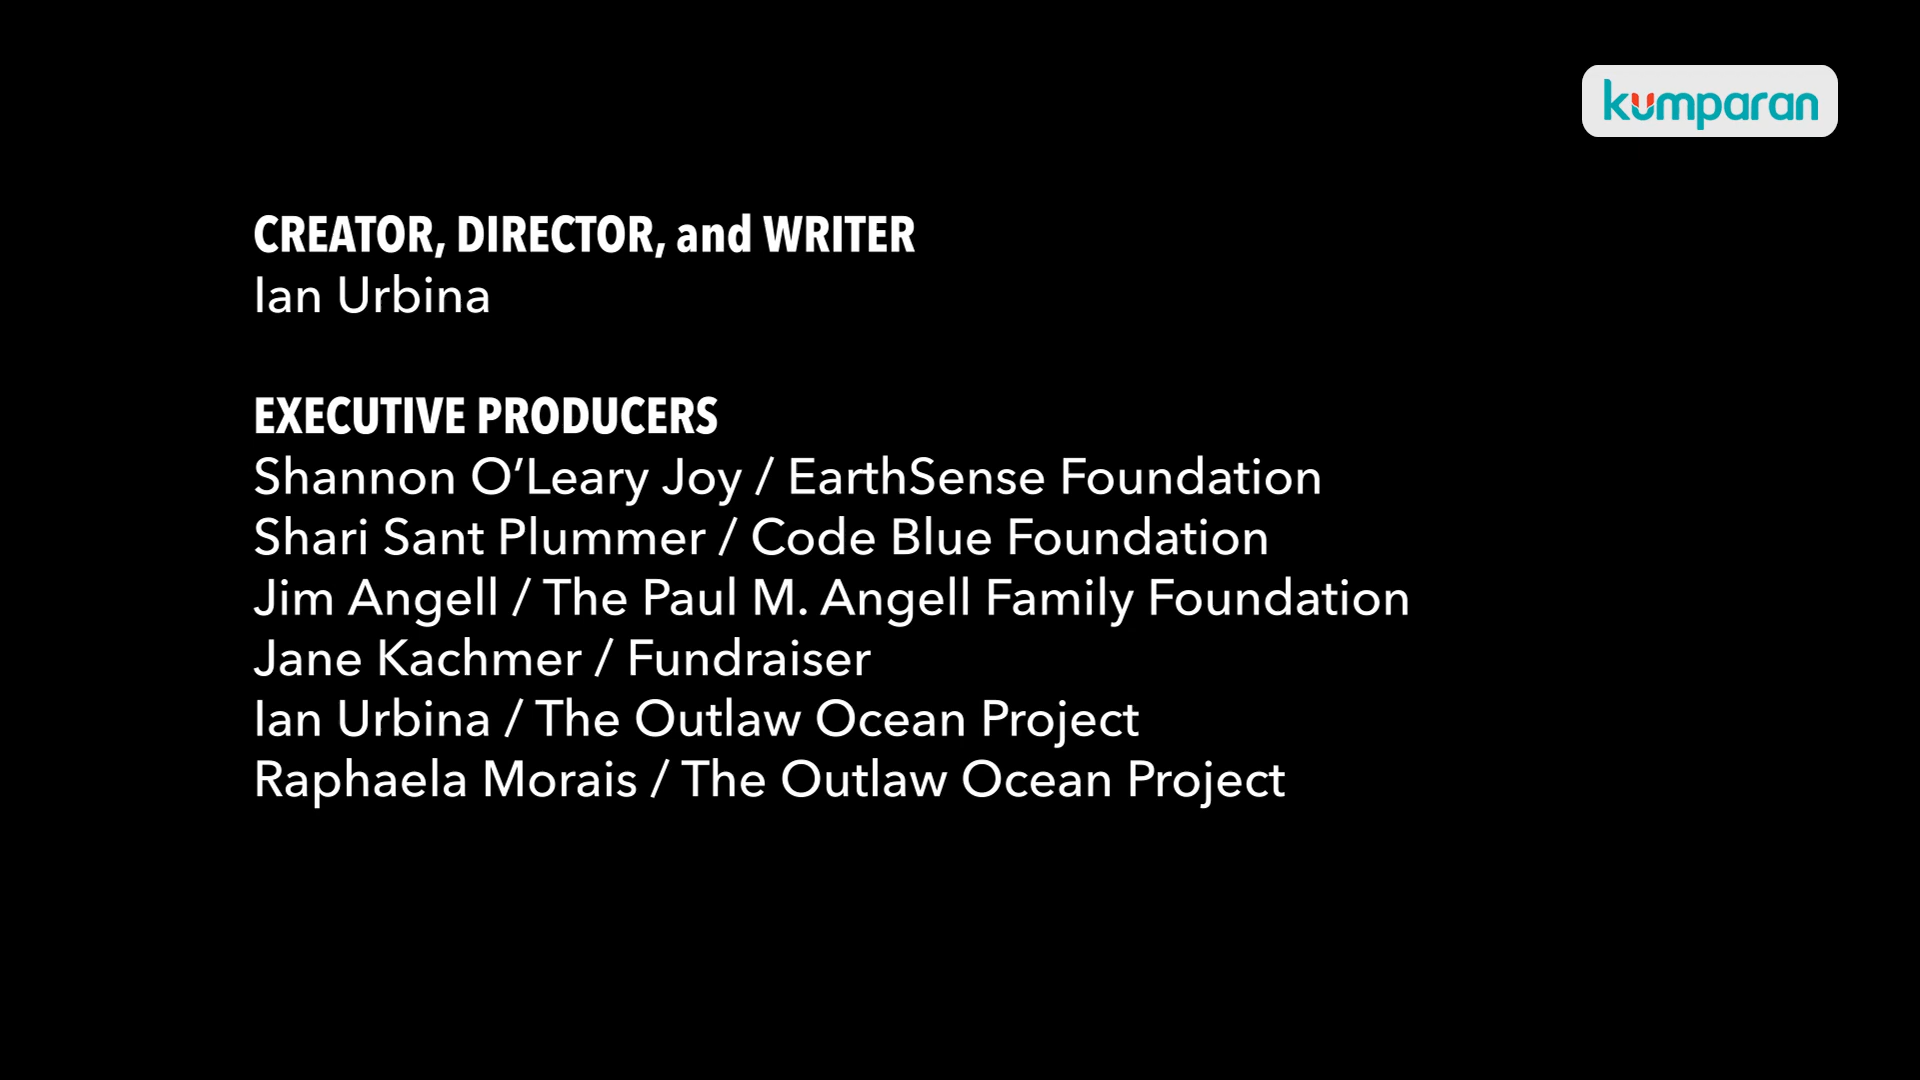 kumparan
CREATOR, DIRECTOR, and WRITER
Ian Urbina
EXECUTIVE PRODUCERS
Shannon O’Leary Joy / EarthSense Foundation
Shari Sant Plummer / Code Blue Foundation
Jim Angell / The Paul M. Angell Family Foundation
Jane Kachmer / Fundraiser
Ian Urbina / The Outlaw Ocean Project
Raphaela Morais / The Outlaw Ocean Project